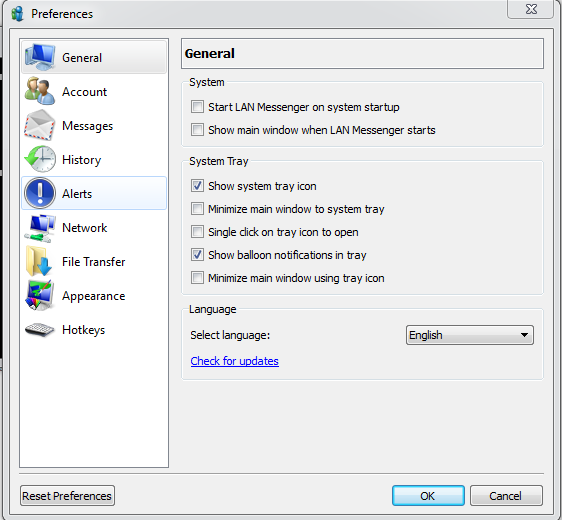 Preferences
General
Account
Messages
History
Alerts
Network
File Transfer
Appearance
Hotkeys
General
System
Start LAN Messenger on system startup
Show main window when LAN Messenger starts
System Tray
Show system tray icon
Minimize main window to system tray
Single click on tray icon to open
Show balloon notifications in tray
Minimize main window using tray icon
Language
Select language: English
Check for updates
Reset Preferences OK Cancel